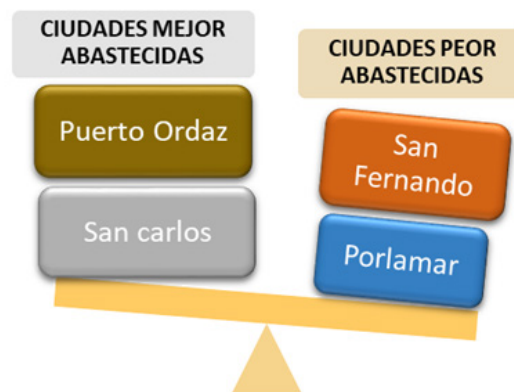 CIUDADES MEJOR
ABASTECIDAS
Puerto Ordaz
San carlos
CIUDADES PEOR
ABASTECIDAS
San
Fernando
Porlamar